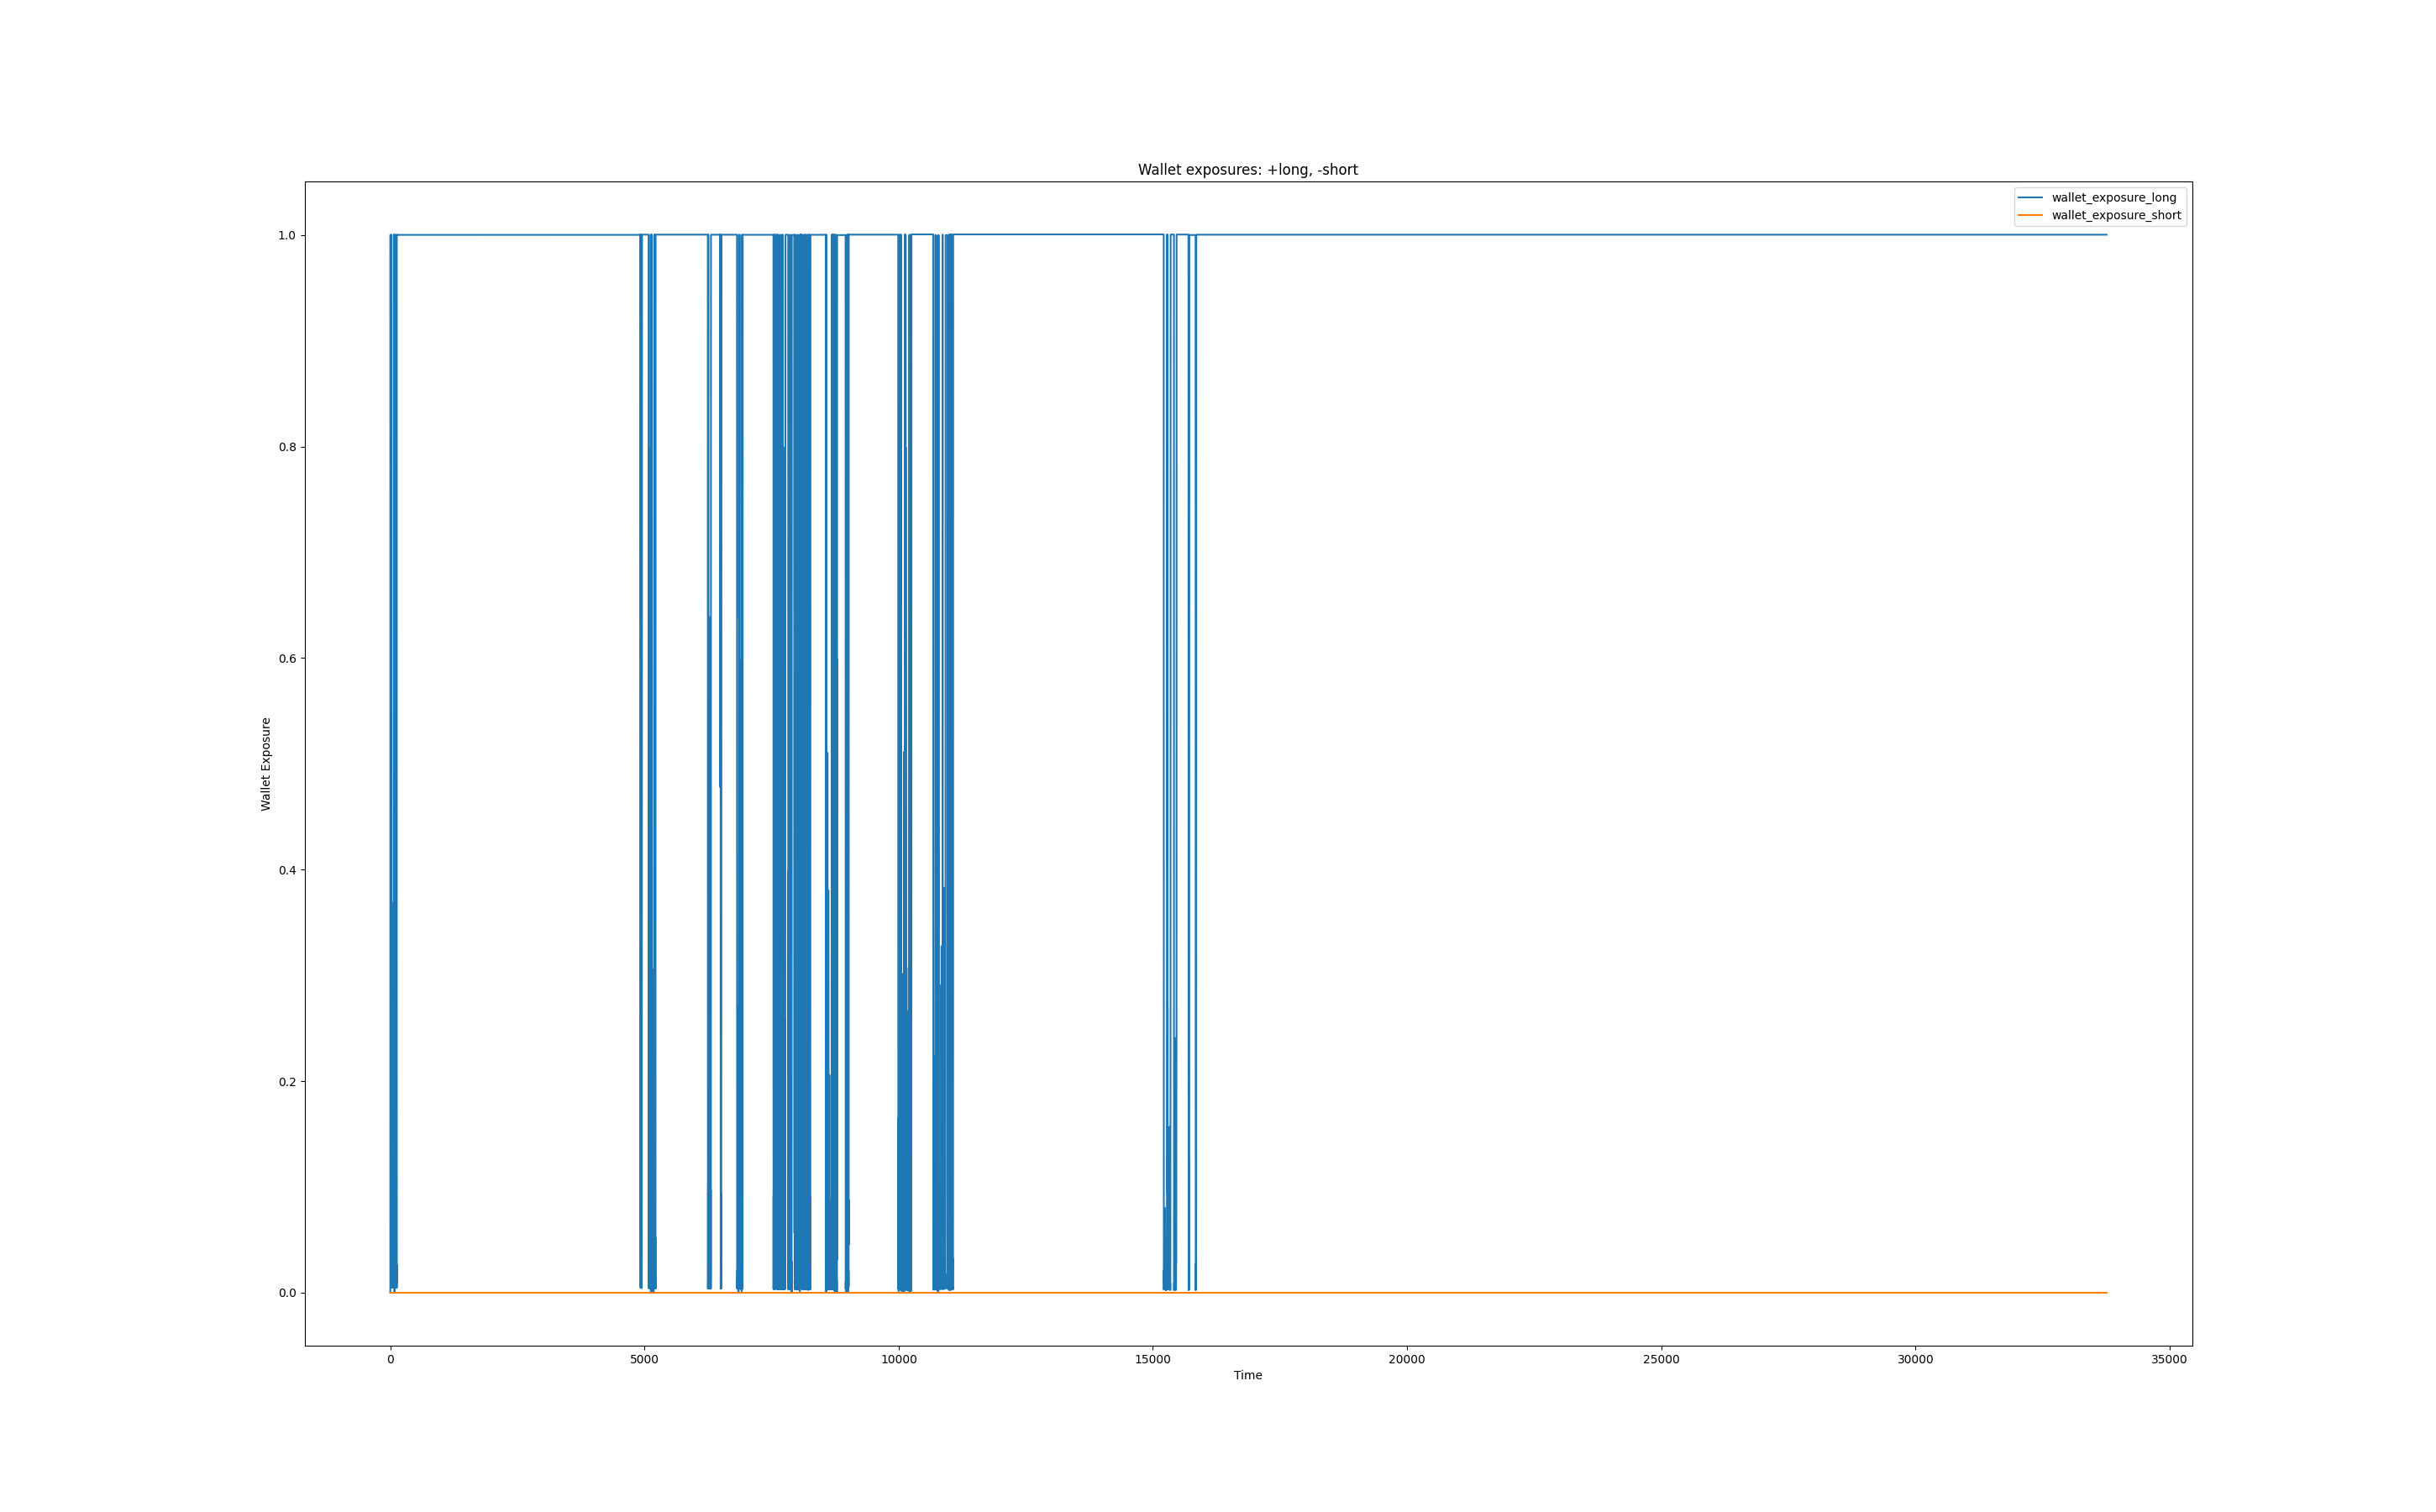 Wallet exposures: +long, -short
wallet_exposure_long
wallet_exposure_short
1.0
0.8
0.6
0.4
0.2
0.0
Wallet Exposure
0 5000 10000 15000 20000 25000 30000 35000
Time